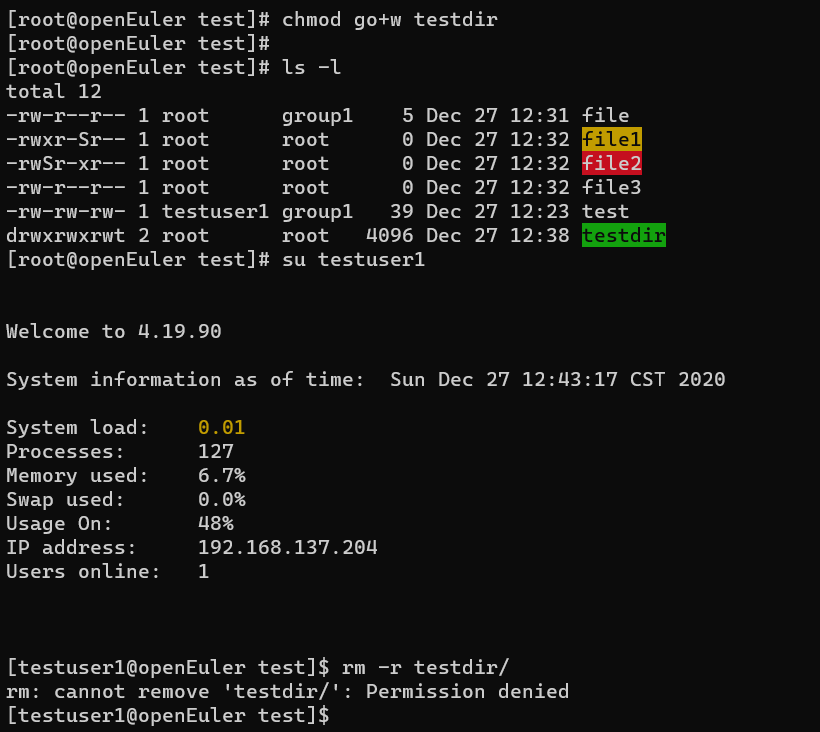 [root@openEuler test]# chmod go+w testdir
[root@openEuler test]#
[root@openEuler test]# ls -l
total 12
-rw-r--r-- 1 root      group1    5 Dec 27 12:31 file
-rwxr-Sr-- 1 root      root      0 Dec 27 12:32 file1
-rwSr-xr-- 1 root      root      0 Dec 27 12:32 file2
-rw-r--r-- 1 root      root      0 Dec 27 12:32 file3
-rw-rw-rw- 1 testuser1 group1   39 Dec 27 12:23 test
drwxrwxrwt 2 root      root   4096 Dec 27 12:38 testdir
[root@openEuler test]# su testuser1
Welcome to 4.19.90
System information as of time:  Sun Dec 27 12:43:17 CST 2020
System load:    0.01
Processes:      127
Memory used:    6.7%
Swap used:      0.0%
Usage On:       48%
IP address:     192.168.137.204
Users online:   1
[testuser1@openEuler test]$ rm -r testdir/
rm: cannot remove 'testdir/': Permission denied
[testuser1@openEuler test]$